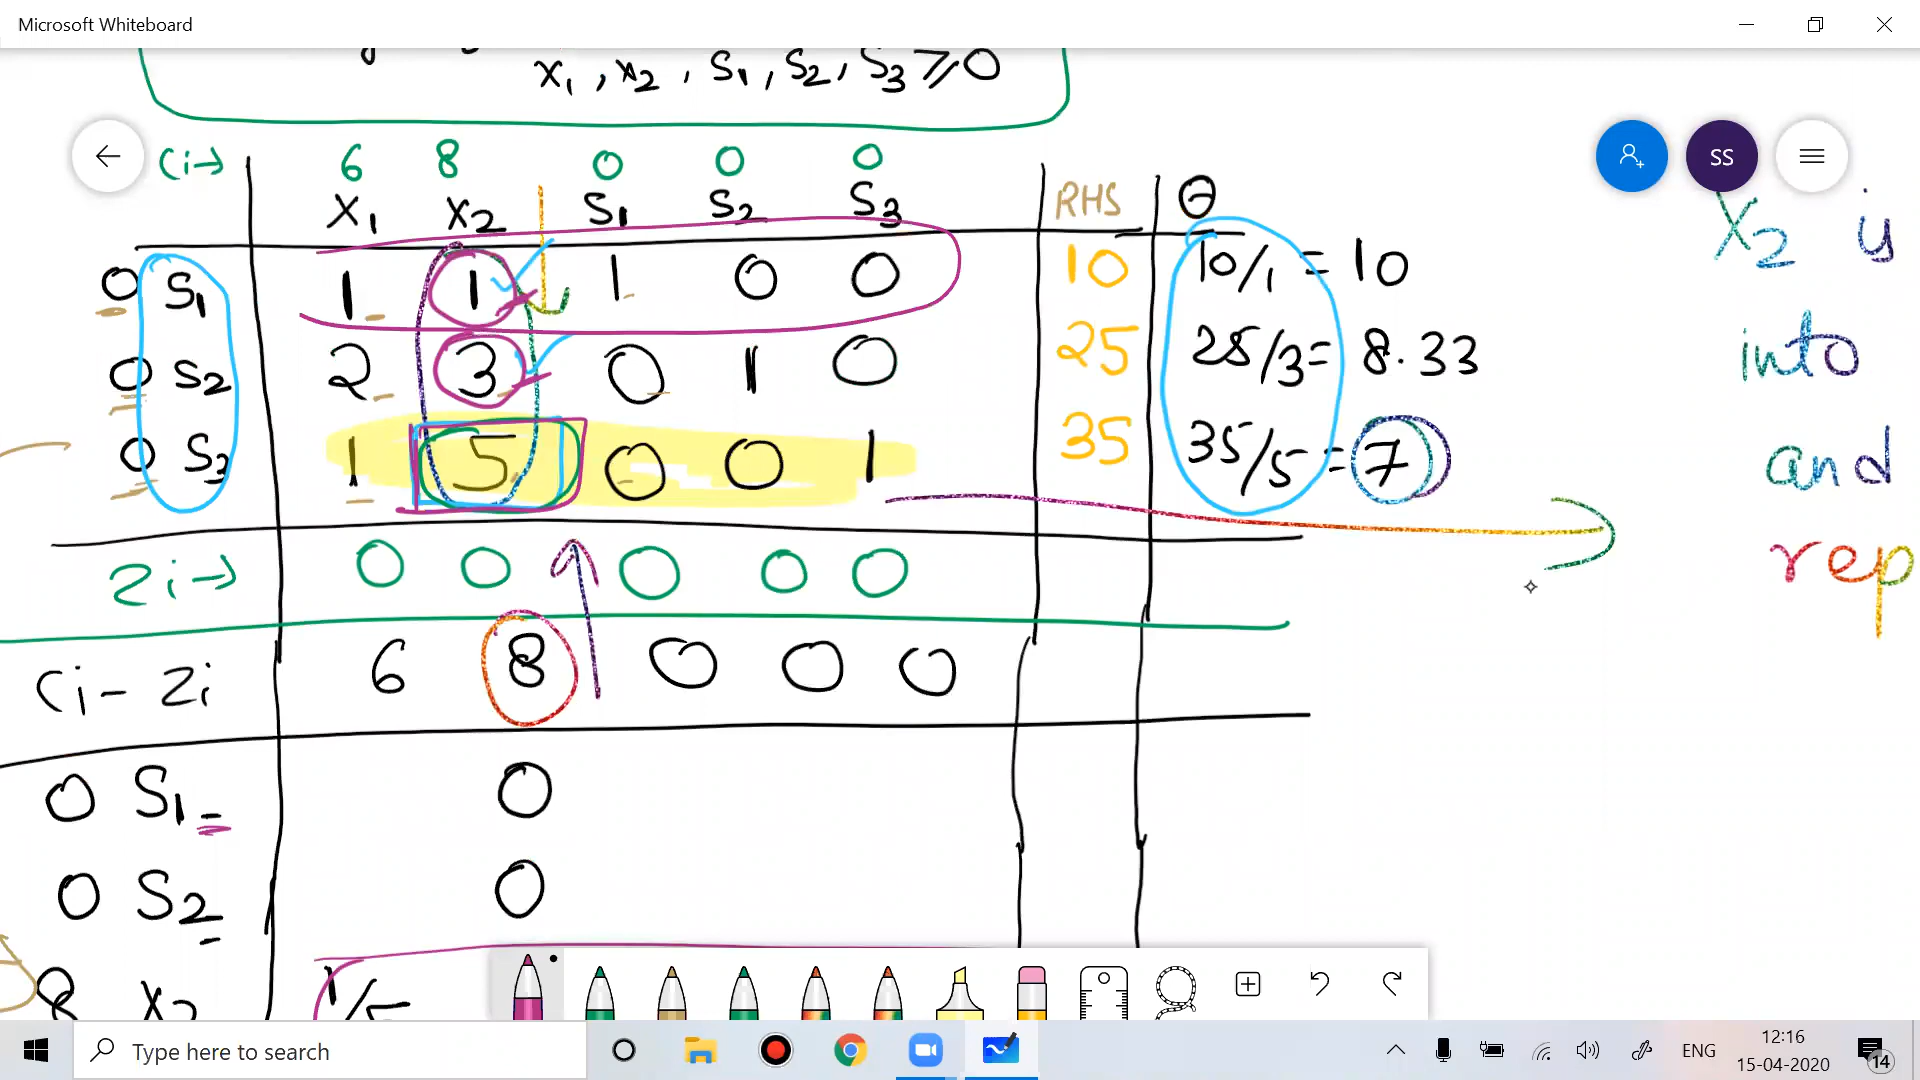 Microsoft Whiteboard
x1, x2, S1, S2, S3 ≥ 0
Ci→ 6 8 0 0 0
X1 X2 S1 S2 S3 RHS Θ
0 S1 1 1 1 0 0 10 10/1 = 10
0 S2 2 3 0 1 0 25 25/3 = 8.33
0 S3 1 5 0 0 1 35 35/5 = 7
Zi→ 0 0 0 0 0
Ci - Zi 6 8 0 0 0
0 S1 0
0 S2 0
8 X2 1/5
SS
X2 is
into
and
rep
Type here to search
ENG
12:16
15-04-2020
14